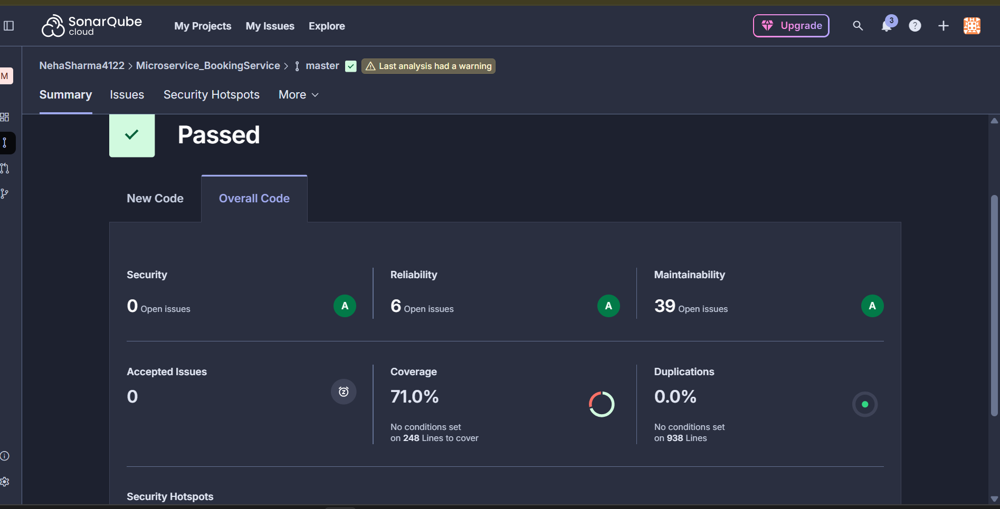 SonarQube cloud
My Projects My Issues Explore
Upgrade
3
?
M
NehaSharma4122 > Microservice_BookingService > master
Last analysis had a warning
Summary Issues Security Hotspots More
Passed
New Code Overall Code
Security
0 Open issues
A
Reliability
6 Open issues
A
Maintainability
39 Open issues
A
Accepted Issues
0
Coverage
71.0%
No conditions set
on 248 Lines to cover
Duplications
0.0%
No conditions set
on 938 Lines
Security Hotspots